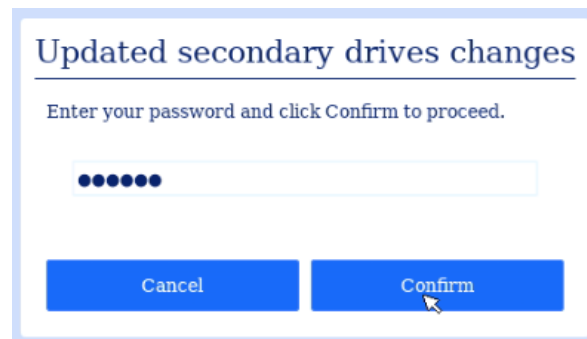 Updated secondary drives changes
Enter your password and click Confirm to proceed.
●●●●●●
Cancel
Confirm